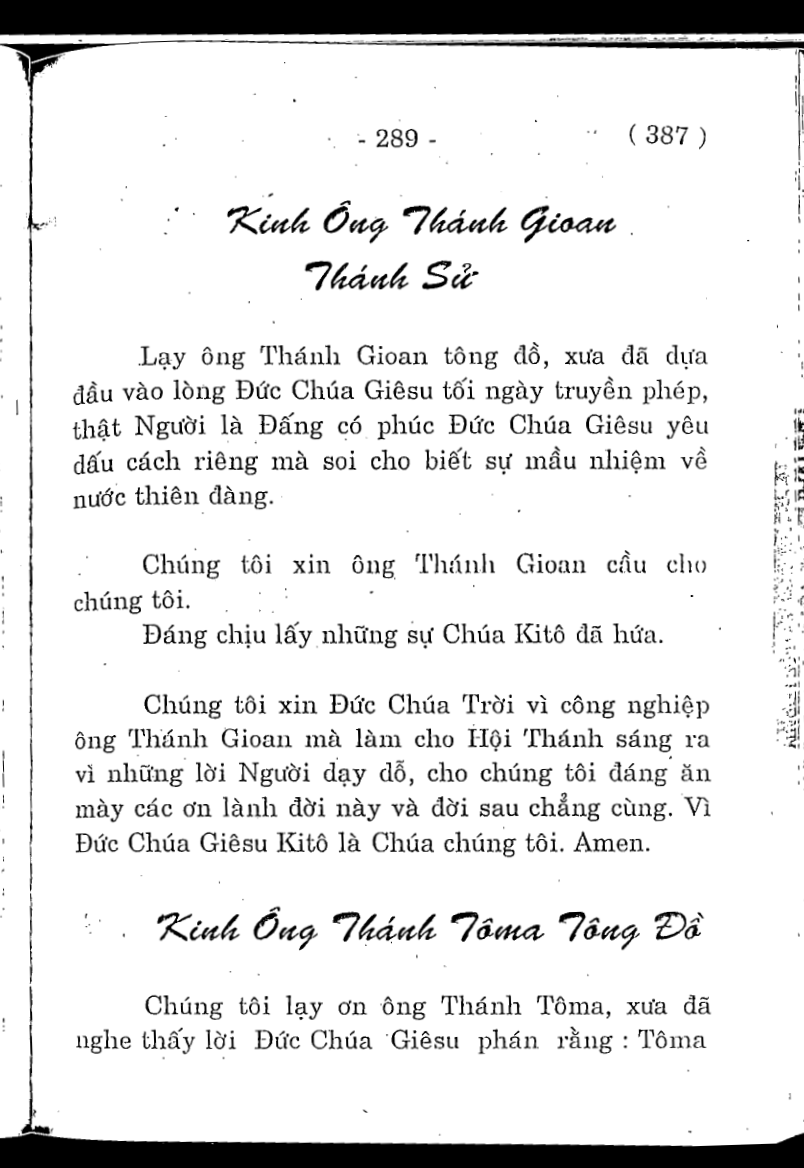 - 289 - ( 387 )
Kinh Ông Thánh Gioan
Thánh Sử
Lạy ông Thánh Gioan tông đồ, xưa đã dựa
đầu vào lòng Đức Chúa Giêsu tối ngày truyền phép,
thật Người là Đấng có phúc Đức Chúa Giêsu yêu
dấu cách riêng mà soi cho biết sự mầu nhiệm về
nước thiên đàng.
Chúng tôi xin ông Thánh Gioan cầu cho
chúng tôi.
Đáng chịu lấy những sự Chúa Kitô đã hứa.
Chúng tôi xin Đức Chúa Trời vì công nghiệp
ông Thánh Gioan mà làm cho Hội Thánh sáng ra
vì những lời Người dạy dỗ, cho chúng tôi đáng ăn
mày các ơn lành đời này và đời sau chẳng cùng. Vì
Đức Chúa Giêsu Kitô là Chúa chúng tôi. Amen.
Kinh Ông Thánh Tôma Tông Đồ
Chúng tôi lạy ơn ông Thánh Tôma, xưa đã
nghe thấy lời Đức Chúa Giêsu phán rằng : Tôma